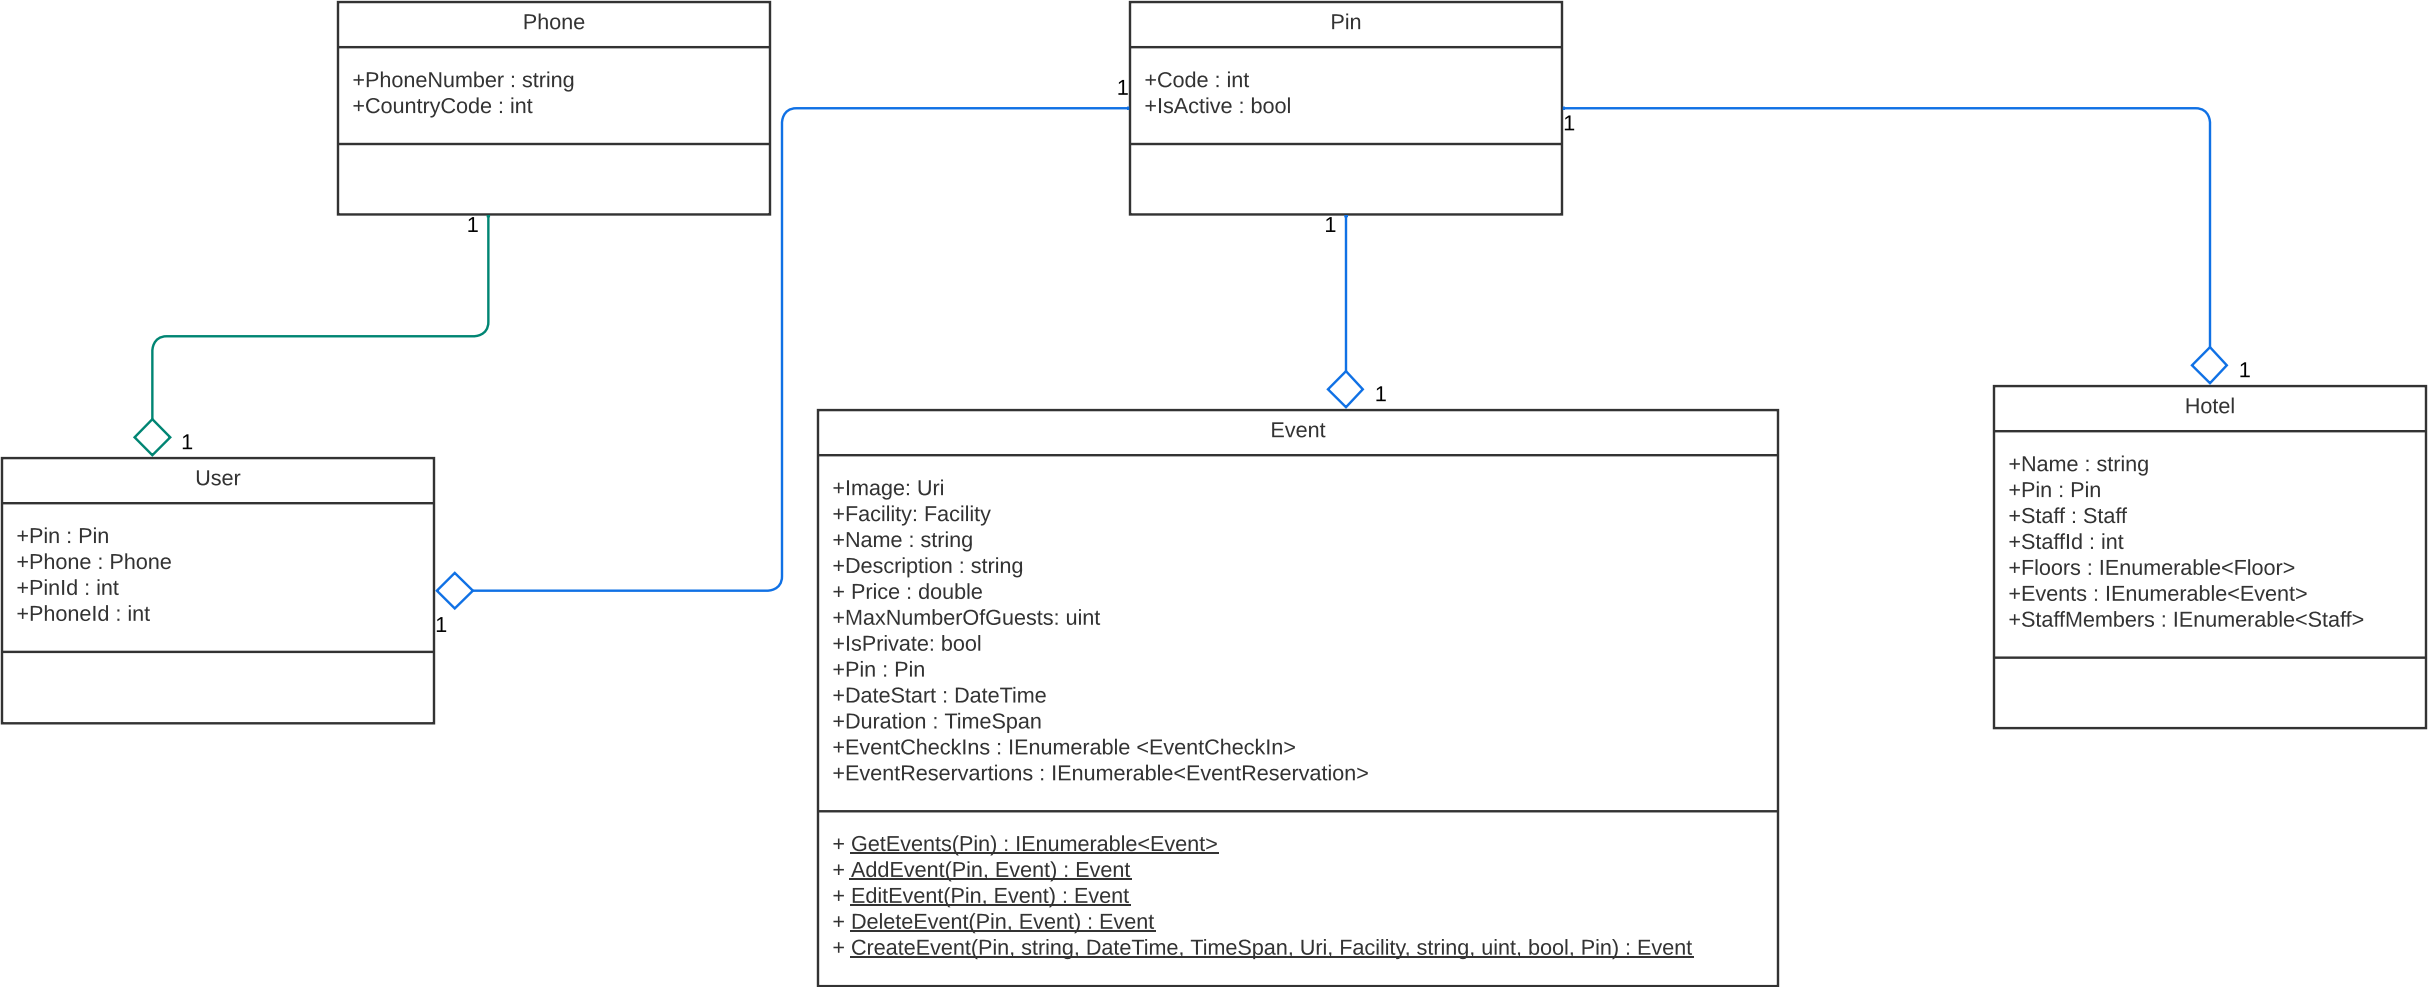 Phone
+PhoneNumber : string
+CountryCode : int
1
Pin
+Code : int
+IsActive : bool
1
1
1
1
User
+Pin : Pin
+Phone : Phone
+PinId : int
+PhoneId : int
1
1
Event
+Image: Uri
+Facility: Facility
+Name : string
+Description : string
+ Price : double
+MaxNumberOfGuests: uint
+IsPrivate: bool
+Pin : Pin
+DateStart : DateTime
+Duration : TimeSpan
+EventCheckIns : IEnumerable <EventCheckIn>
+EventReservartions : IEnumerable<EventReservation>
+ GetEvents(Pin) : IEnumerable<Event>
+ AddEvent(Pin, Event) : Event
+ EditEvent(Pin, Event) : Event
+ DeleteEvent(Pin, Event) : Event
+ CreateEvent(Pin, string, DateTime, TimeSpan, Uri, Facility, string, uint, bool, Pin) : Event
1
Hotel
+Name : string
+Pin : Pin
+Staff : Staff
+StaffId : int
+Floors : IEnumerable<Floor>
+Events : IEnumerable<Event>
+StaffMembers : IEnumerable<Staff>